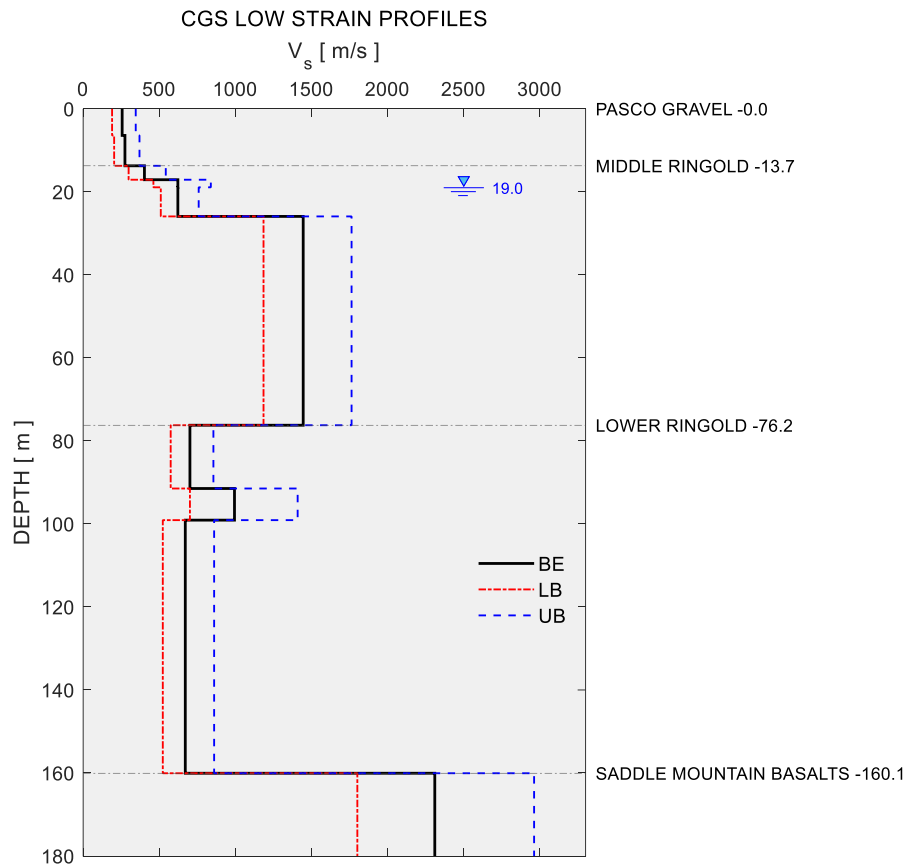 CGS LOW STRAIN PROFILES
Vs [ m/s ]
0 500 1000 1500 2000 2500 3000
0
20
40
60
80
100
120
140
160
180
DEPTH [ m ]
PASCO GRAVEL -0.0
MIDDLE RINGOLD -13.7
19.0
LOWER RINGOLD -76.2
BE
LB
UB
SADDLE MOUNTAIN BASALTS -160.1